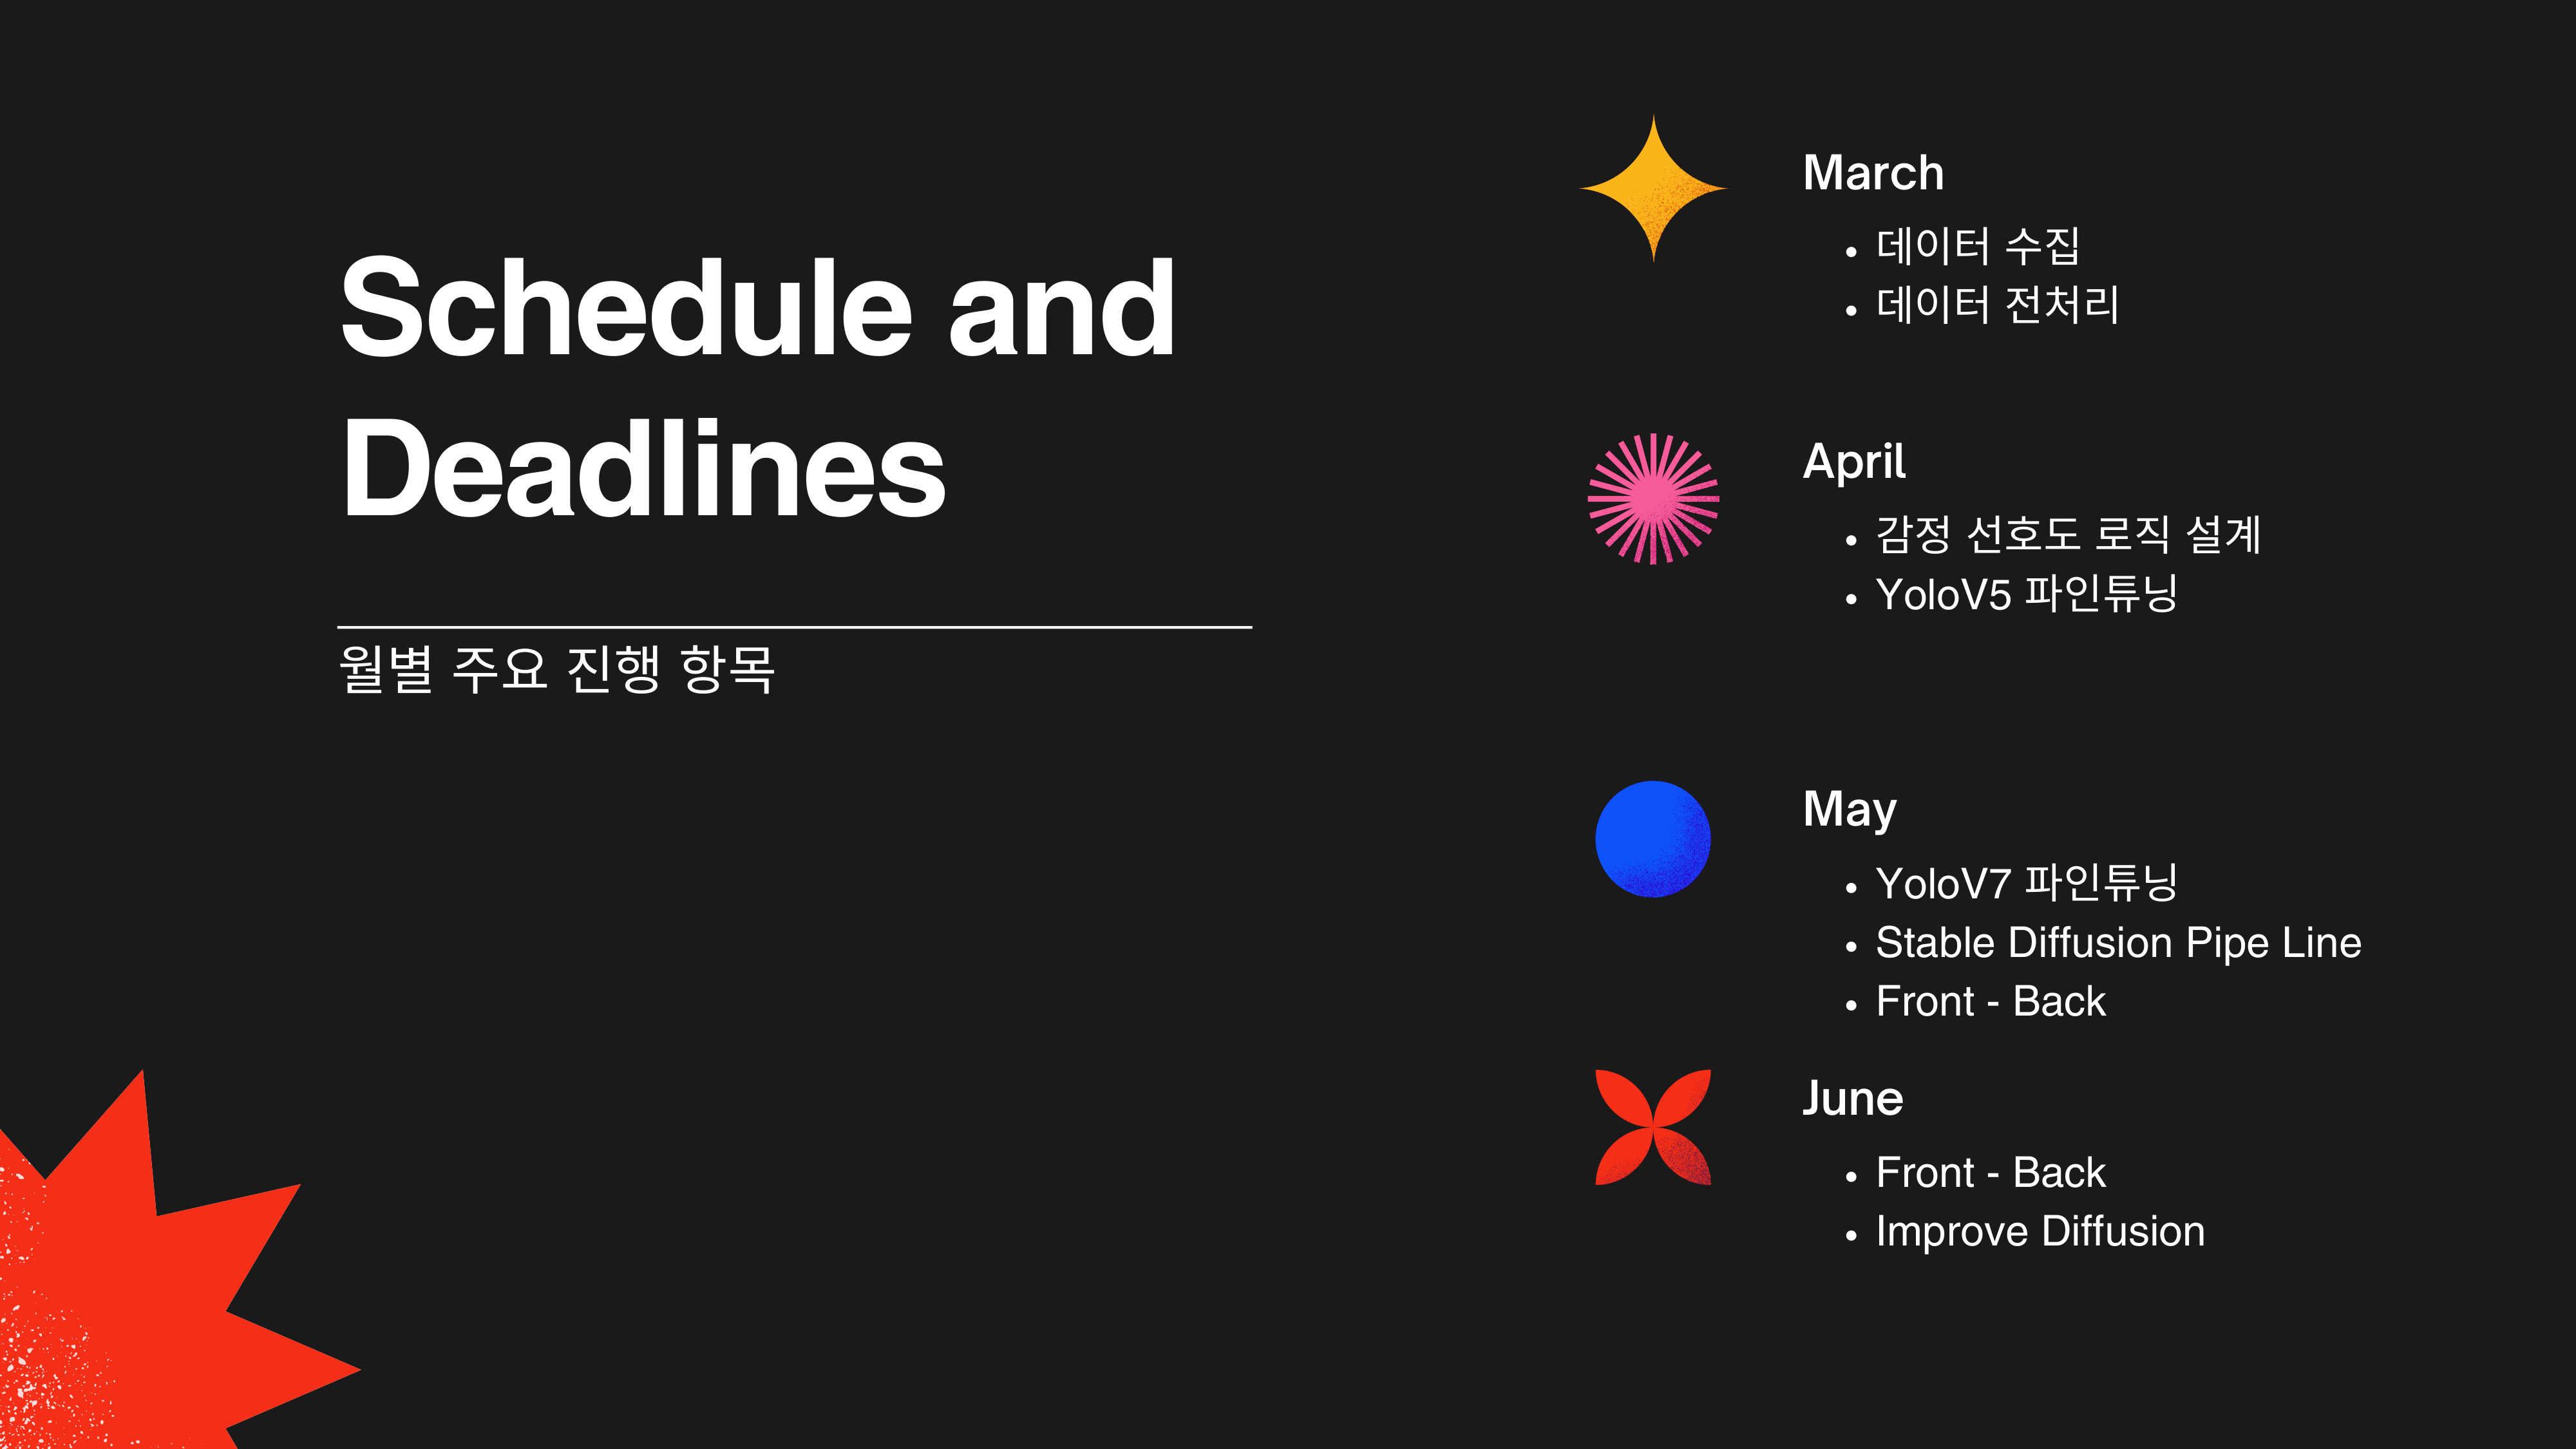 Schedule and
Deadlines
월별 주요 진행 항목
March
• 데이터 수집
• 데이터 전처리
April
• 감정 선호도 로직 설계
• YoloV5 파인튜닝
May
• YoloV7 파인튜닝
• Stable Diffusion Pipe Line
• Front - Back
June
• Front - Back
• Improve Diffusion